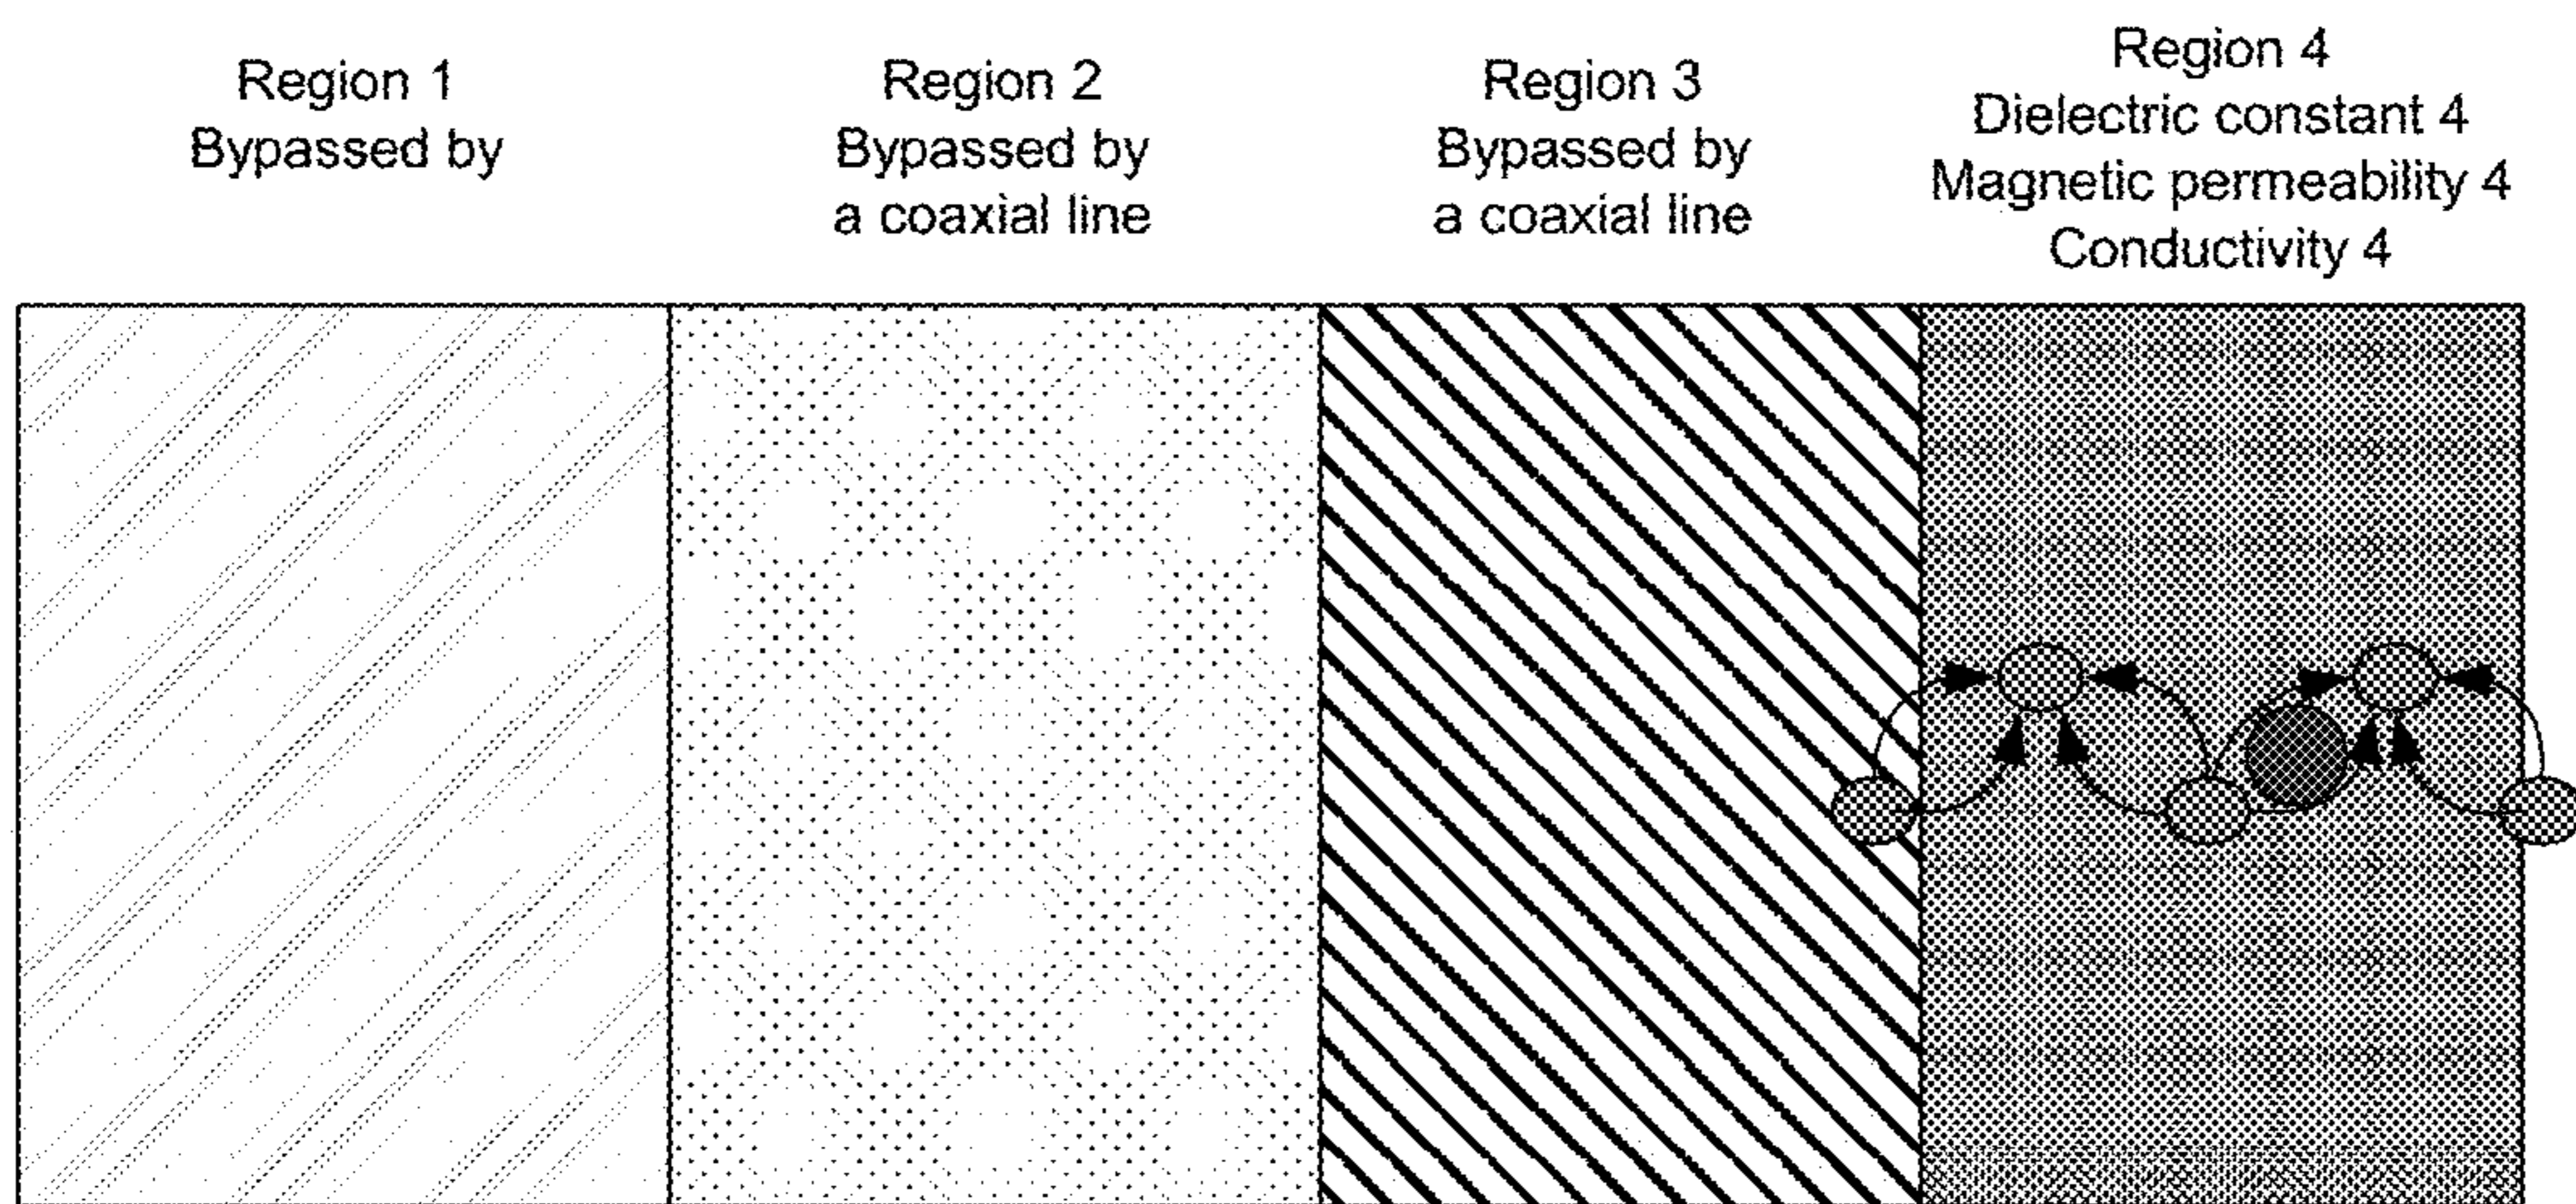 Region 1
Bypassed by
Region 2
Bypassed by
a coaxial line
Region 3
Bypassed by
a coaxial line
Region 4
Dielectric constant 4
Magnetic permeability 4
Conductivity 4